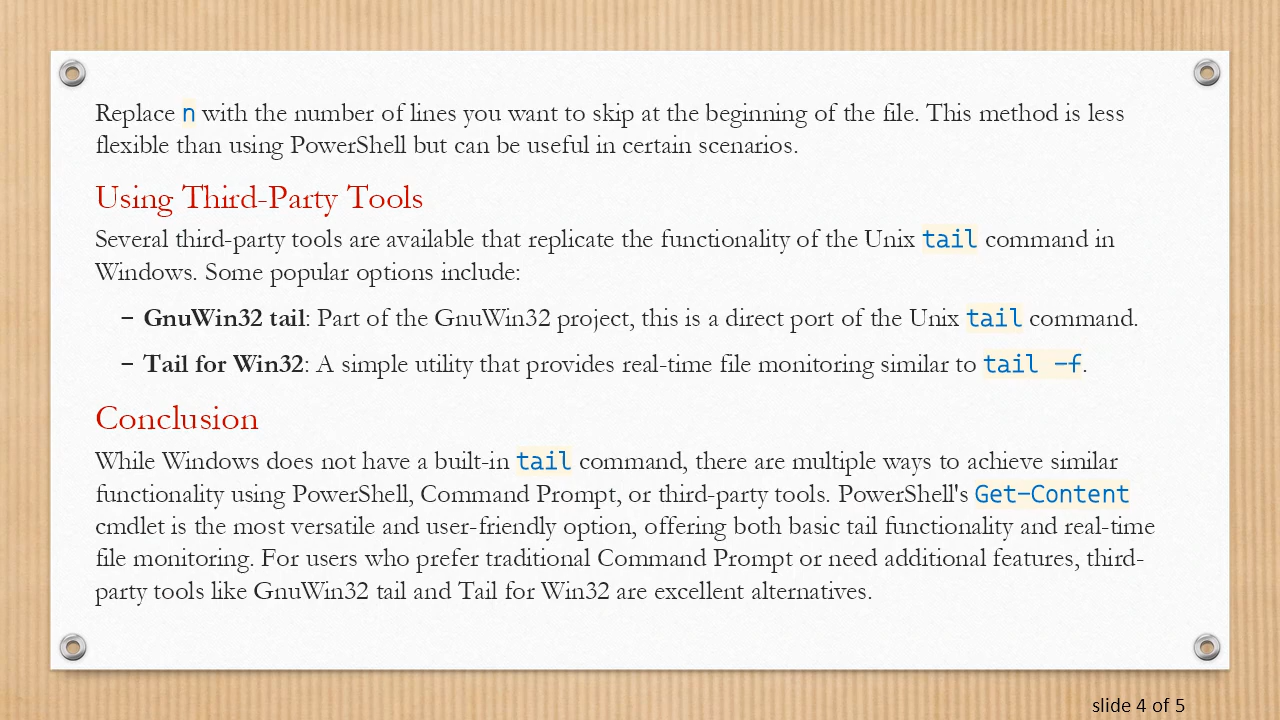 Replace n with the number of lines you want to skip at the beginning of the file. This method is less
flexible than using PowerShell but can be useful in certain scenarios.
Using Third-Party Tools
Several third-party tools are available that replicate the functionality of the Unix tail command in
Windows. Some popular options include:
– GnuWin32 tail: Part of the GnuWin32 project, this is a direct port of the Unix tail command.
– Tail for Win32: A simple utility that provides real-time file monitoring similar to tail -f.
Conclusion
While Windows does not have a built-in tail command, there are multiple ways to achieve similar
functionality using PowerShell, Command Prompt, or third-party tools. PowerShell's Get-Content
cmdlet is the most versatile and user-friendly option, offering both basic tail functionality and real-time
file monitoring. For users who prefer traditional Command Prompt or need additional features, third-
party tools like GnuWin32 tail and Tail for Win32 are excellent alternatives.
slide 4 of 5